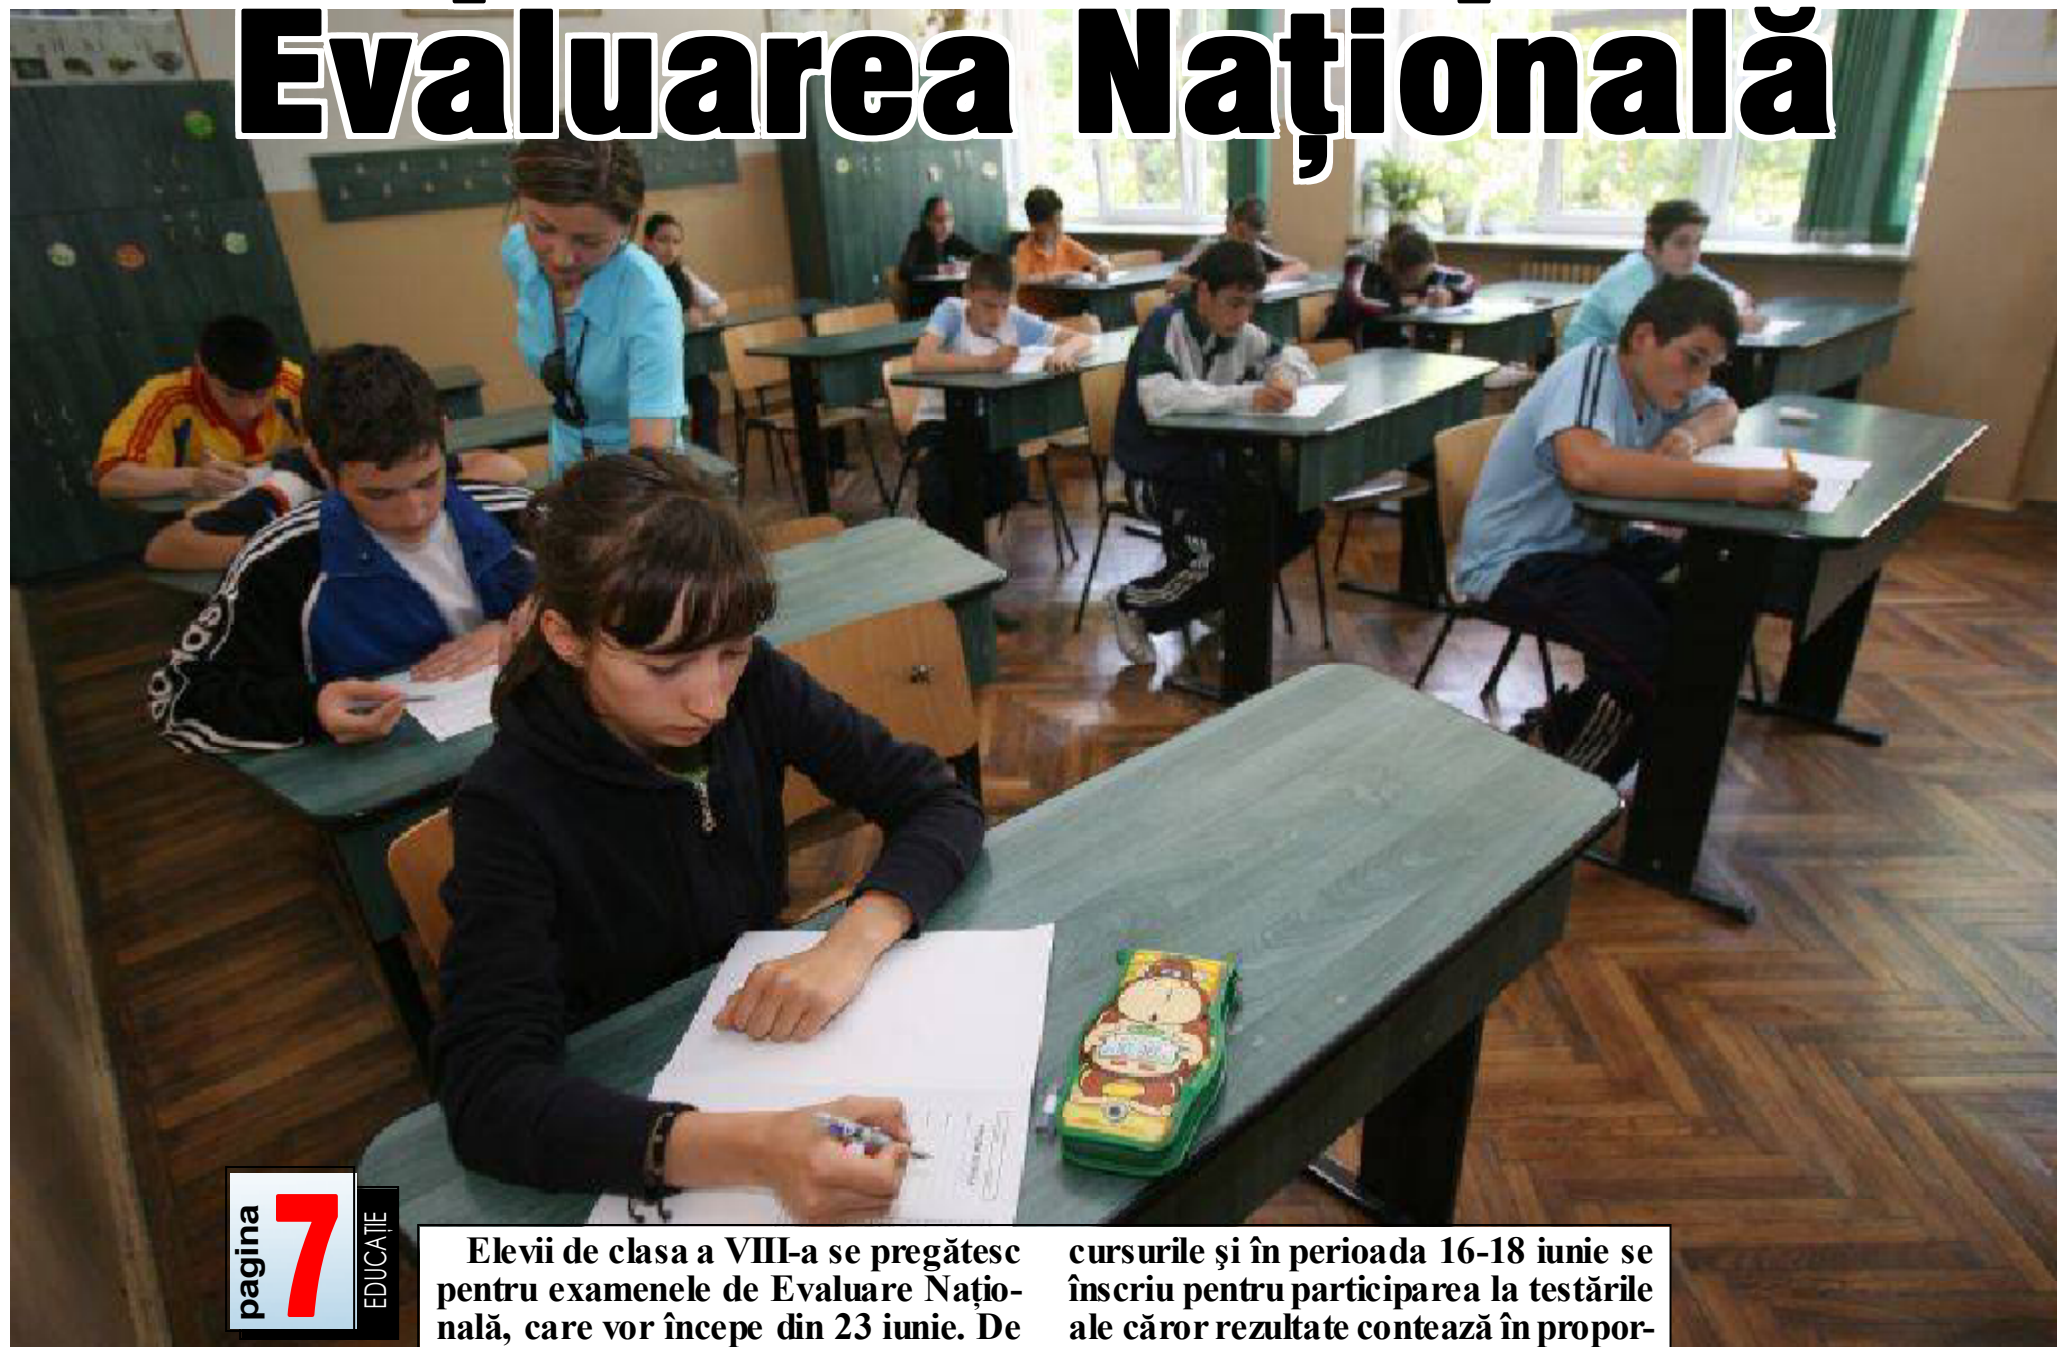 Evaluarea Națională
pagina
7
EDUCAȚIE
Elevii de clasa a VIII-a se pregătesc
pentru examenele de Evaluare Națio-
nală, care vor începe din 23 iunie. De
cursurile şi în perioada 16-18 iunie se
înscriu pentru participarea la testările
ale căror rezultate contează în propor-